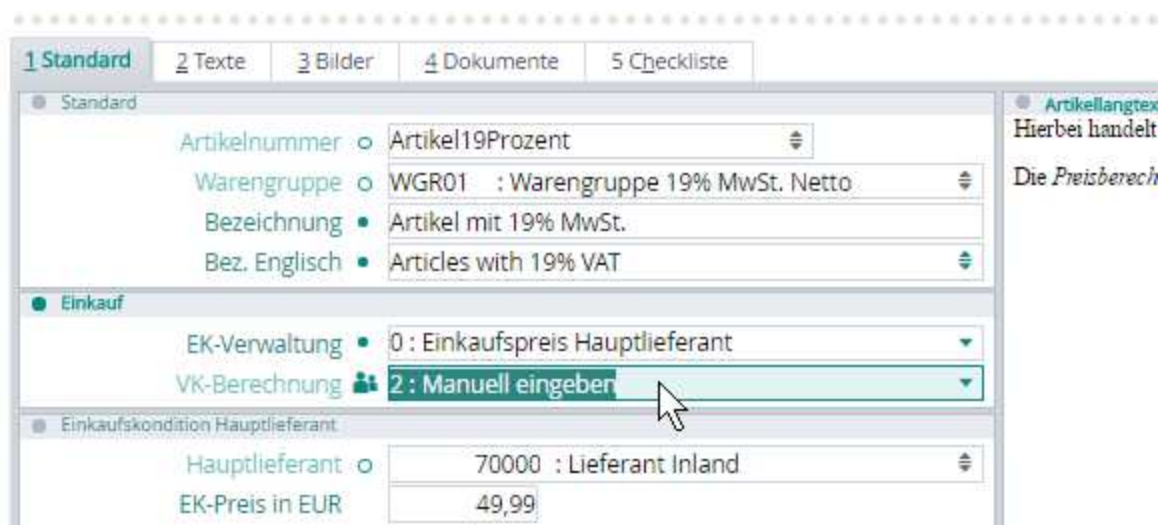 1 Standard 2 Texte 3 Bilder 4 Dokumente 5 Checkliste
Standard
Artikelnummer Artikel19Prozent
Warengruppe WGR01 : Warengruppe 19% MwSt. Netto
Bezeichnung Artikel mit 19% MwSt.
Bez. Englisch Articles with 19% VAT
Einkauf
EK-Verwaltung 0 : Einkaufspreis Hauptlieferant
VK-Berechnung 2 : Manuell eingeben
Einkaufskondition Hauptlieferant
Hauptlieferant 70000 : Lieferant Inland
EK-Preis in EUR 49,99
Artikellangtex
Hierbei handelt
Die Preisberech